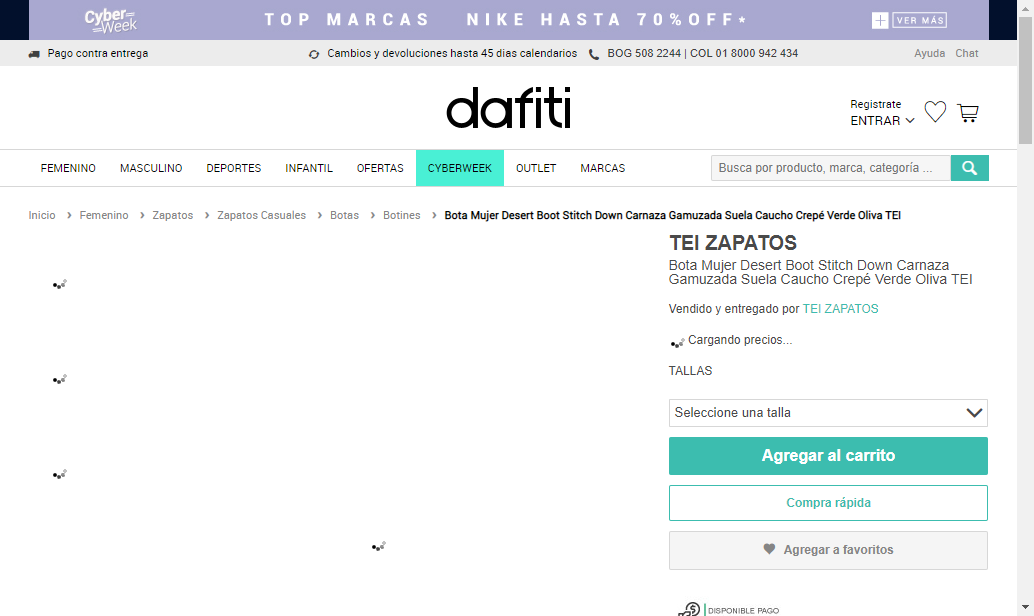 Cyber Week
TOP MARCAS NIKE HASTA 70%OFF*
VER MÁS
Pago contra entrega
Cambios y devoluciones hasta 45 dias calendarios
BOG 508 2244 | COL 01 8000 942 434
Ayuda Chat
dafiti
Registrate
ENTRAR
FEMENINO MASCULINO DEPORTES INFANTIL OFERTAS CYBERWEEK OUTLET MARCAS
Busca por producto, marca, categoría ...
Inicio Femenino Zapatos Zapatos Casuales Botas Botines Bota Mujer Desert Boot Stitch Down Carnaza Gamuzada Suela Caucho Crepé Verde Oliva TEI
TEI ZAPATOS
Bota Mujer Desert Boot Stitch Down Carnaza
Gamuzada Suela Caucho Crepé Verde Oliva TEI
Vendido y entregado por TEI ZAPATOS
Cargando precios...
TALLAS
Seleccione una talla
Agregar al carrito
Compra rápida
Agregar a favoritos
DISPONIBLE PAGO